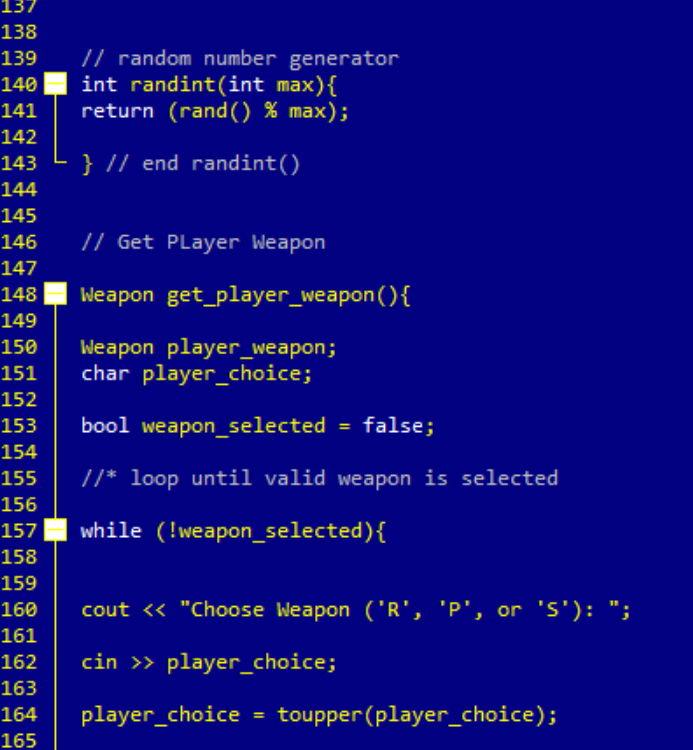 137
138
139 // random number generator
140 int randint(int max){
141 return (rand() % max);
142
143 } // end randint()
144
145
146 // Get PLayer Weapon
147
148 Weapon get_player_weapon(){
149
150 Weapon player_weapon;
151 char player_choice;
152
153 bool weapon_selected = false;
154
155 //* loop until valid weapon is selected
156
157 while (!weapon_selected){
158
159
160 cout << "Choose Weapon ('R', 'P', or 'S'): ";
161
162 cin >> player_choice;
163
164 player_choice = toupper(player_choice);
165